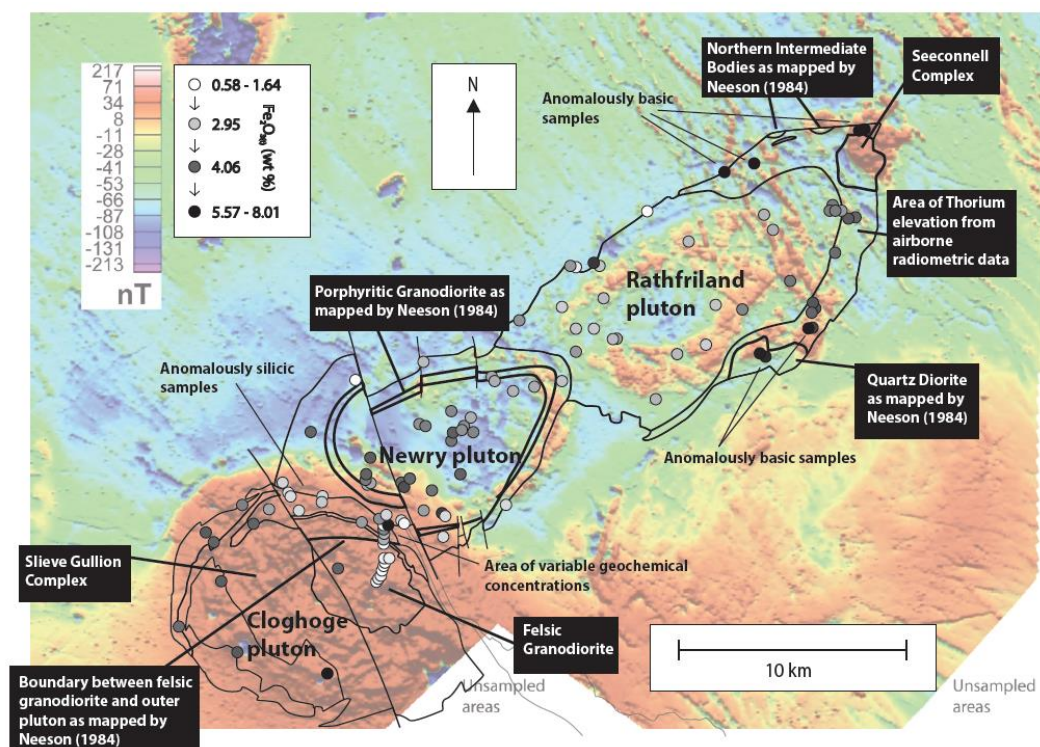 217
71
34
8
-11
-28
-41
-53
-66
-87
-108
-131
-213
nT
0.58 - 1.64
2.95
4.06
5.57 - 8.01
(wt %)
N
Northern Intermediate
Bodies as mapped by
Neeson (1984)
Seeconnell
Complex
Anomalously basic
samples
Area of Thorium
elevation from
airborne
radiometric data
Rathfriland
pluton
Porphyritic Granodiorite as
mapped by Neeson (1984)
Anomalously silicic
samples
Quartz Diorite
as mapped by
Neeson (1984)
Newry pluton
Anomalously basic samples
Slieve Gullion
Complex
Area of variable geochemical
concentrations
Cloghoge
pluton
Felsic
Granodiorite
10 km
Boundary between felsic
granodiorite and outer
pluton as mapped by
Neeson (1984)
Unsampled
areas
Unsampled
areas